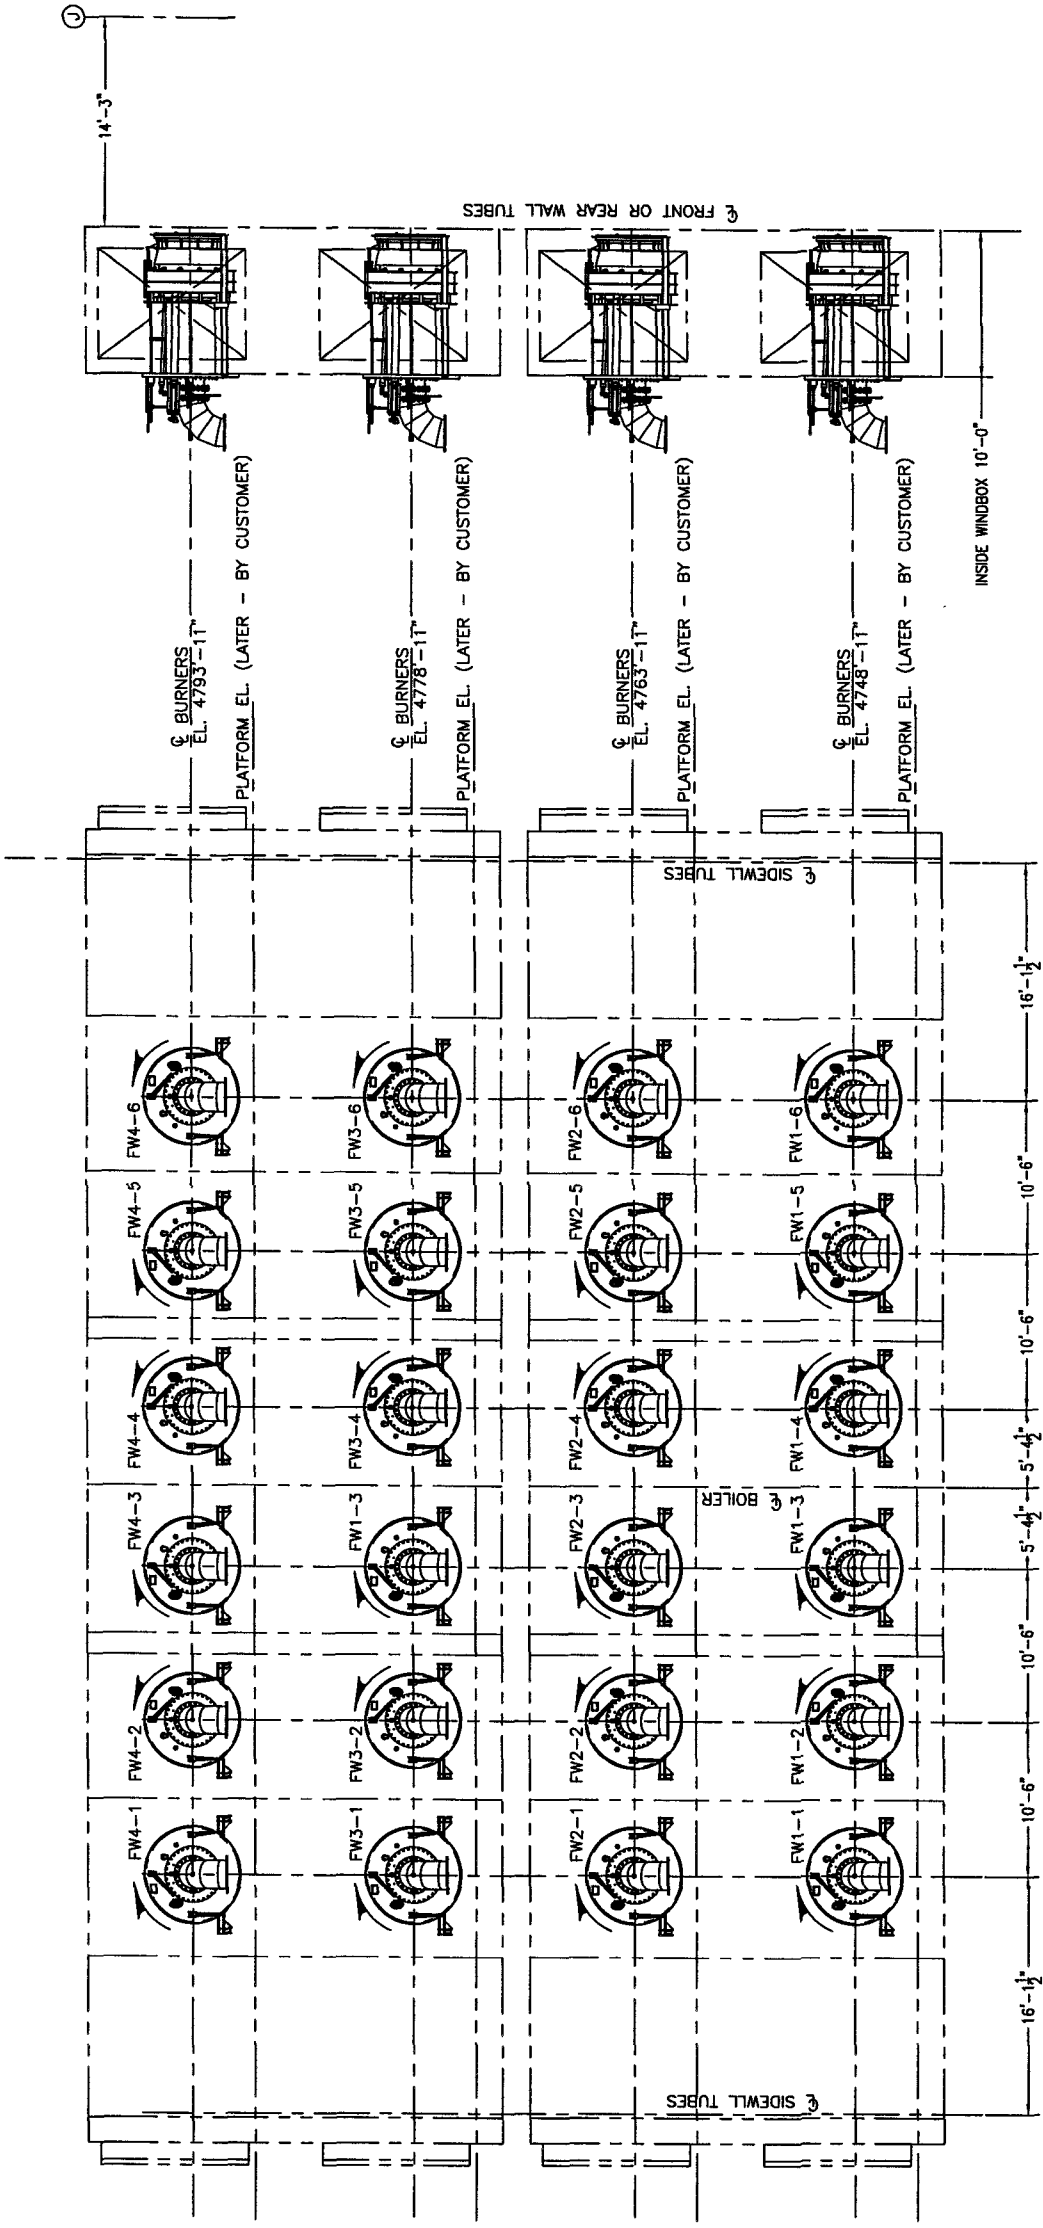 J
14'-3"
FW4-1
FW4-2
FW4-3
FW4-4
FW4-5
FW4-6
℄ BURNERS
EL. 4793'-11"
PLATFORM EL. (LATER - BY CUSTOMER)
FW3-1
FW3-2
FW1-3
FW3-4
FW3-5
FW3-6
℄ BURNERS
EL. 4778'-11"
PLATFORM EL. (LATER - BY CUSTOMER)
℄ FRONT OR REAR WALL TUBES
FW2-1
FW2-2
FW2-3
FW2-4
FW2-5
FW2-6
℄ BURNERS
EL. 4763'-11"
PLATFORM EL. (LATER - BY CUSTOMER)
℄ SIDEWLL TUBES
℄ BOILER
℄ SIDEWLL TUBES
FW1-1
FW1-2
FW1-3
FW1-4
FW1-5
FW1-6
℄ BURNERS
EL. 4748'-11"
PLATFORM EL. (LATER - BY CUSTOMER)
INSIDE WINDBOX 10'-0"
16'-1½"
10'-6"
10'-6"
5'-4½"
5'-4½"
10'-6"
10'-6"
16'-1½"